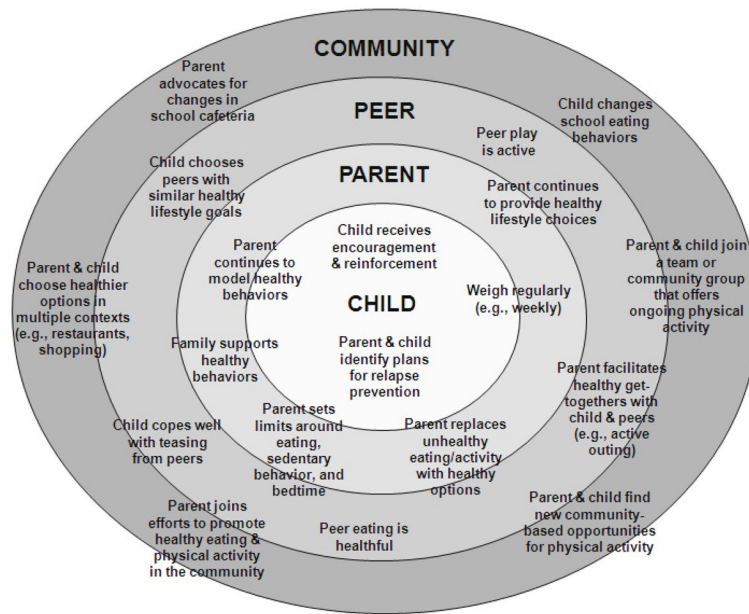 COMMUNITY
Parent
advocates for
changes in
school cafeteria
Child changes
school eating
behaviors
PEER
Peer play
is active
Child chooses
peers with
similar healthy
lifestyle goals
PARENT
Parent continues
to provide healthy
lifestyle choices
Child receives
encouragement
& reinforcement
Parent
continues to
model healthy
behaviors
Parent & child
choose healthier
options in
multiple contexts
(e.g., restaurants,
shopping)
Parent & child join
a team or
community group
that offers
ongoing physical
activity
CHILD
Weigh regularly
(e.g., weekly)
Family supports
healthy
behaviors
Parent & child
identify plans
for relapse
prevention
Parent facilitates
healthy get-
togethers with
child & peers
(e.g., active
outing)
Child copes well
with teasing
from peers
Parent sets
limits around
eating,
sedentary
behavior, and
bedtime
Parent replaces
unhealthy
eating/activity
with healthy
options
Parent joins
efforts to promote
healthy eating &
physical activity
in the community
Peer eating is
healthful
Parent & child find
new community-
based opportunities
for physical activity